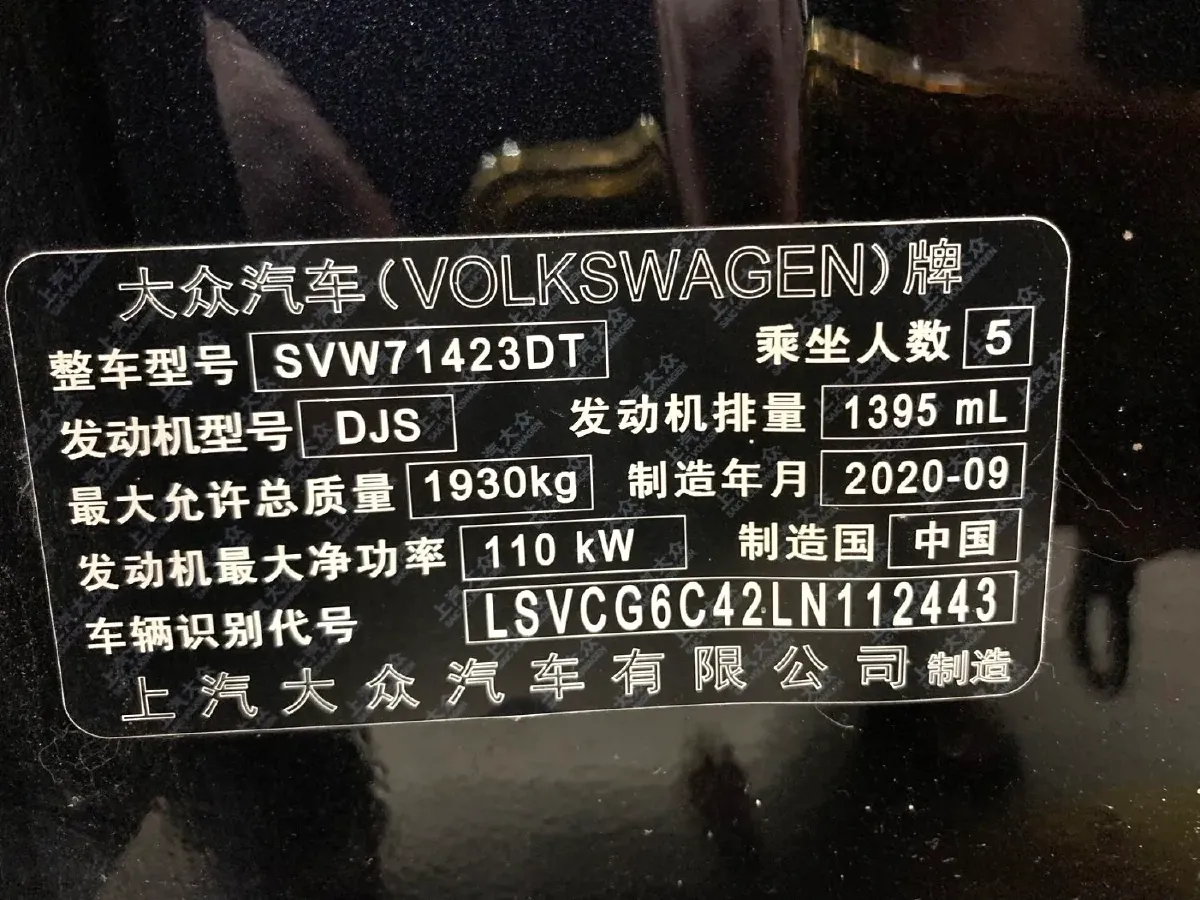 大众汽车(VOLKSWAGEN)牌
整车型号 SVW71423DT 乘坐人数 5
发动机型号 DJS 发动机排量 1395 mL
最大允许总质量 1930kg 制造年月 2020-09
发动机最大净功率 110 kW 制造国 中国
车辆识别代号 LSVCG6C42LN112443
上汽大众汽车有限公司制造